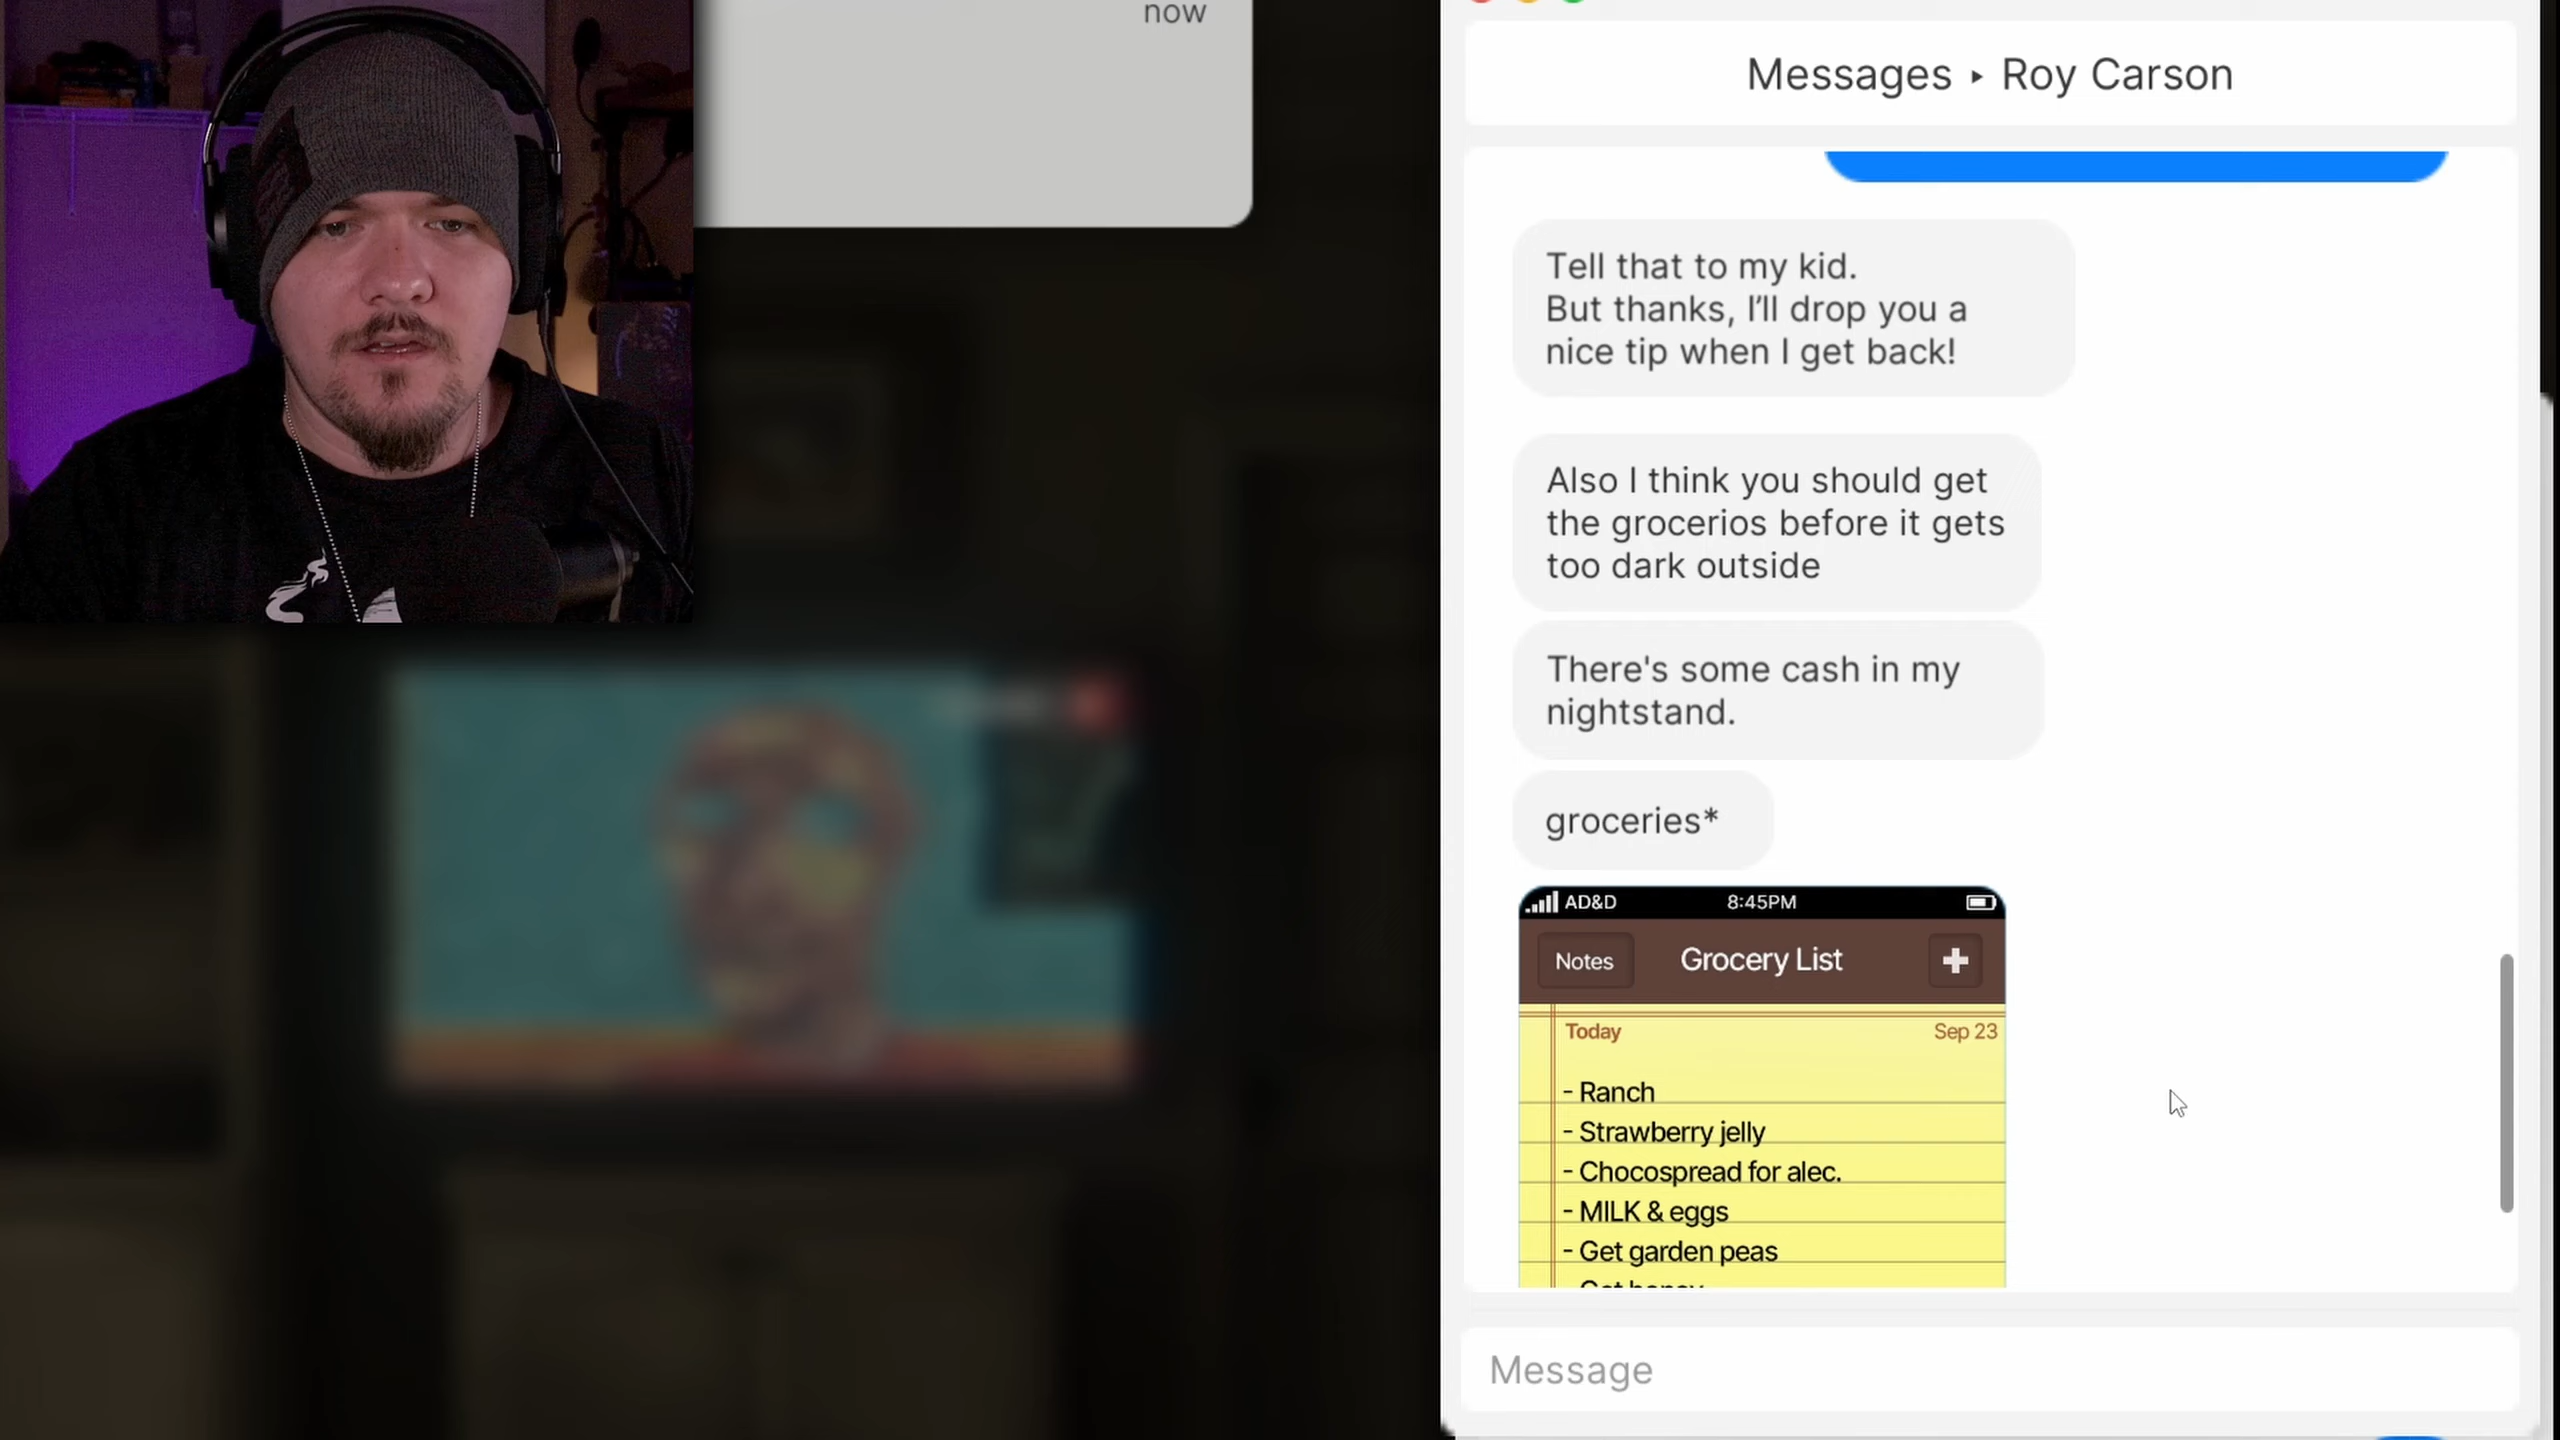 now
Messages ▸ Roy Carson
Tell that to my kid.
But thanks, I'll drop you a
nice tip when I get back!
Also I think you should get
the grocerios before it gets
too dark outside
There's some cash in my
nightstand.
groceries*
AD&D 8:45PM
Notes Grocery List +
Today Sep 23
- Ranch
- Strawberry jelly
- Chocospread for alec.
- MILK & eggs
- Get garden peas
Message